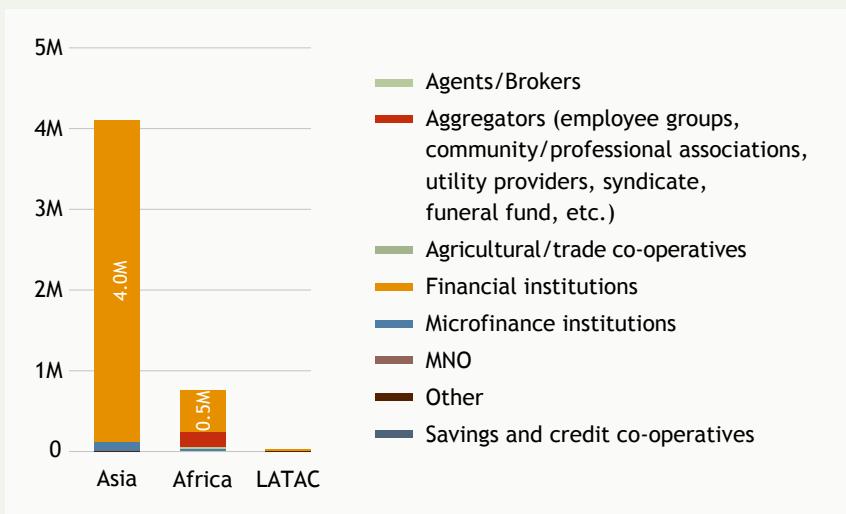 5M
4M
3M
2M
1M
0
4.0M
0.5M
Asia
Africa
LATAC
Agents/Brokers
Aggregators (employee groups,
community/professional associations,
utility providers, syndicate,
funeral fund, etc.)
Agricultural/trade co-operatives
Financial institutions
Microfinance institutions
MNO
Other
Savings and credit co-operatives